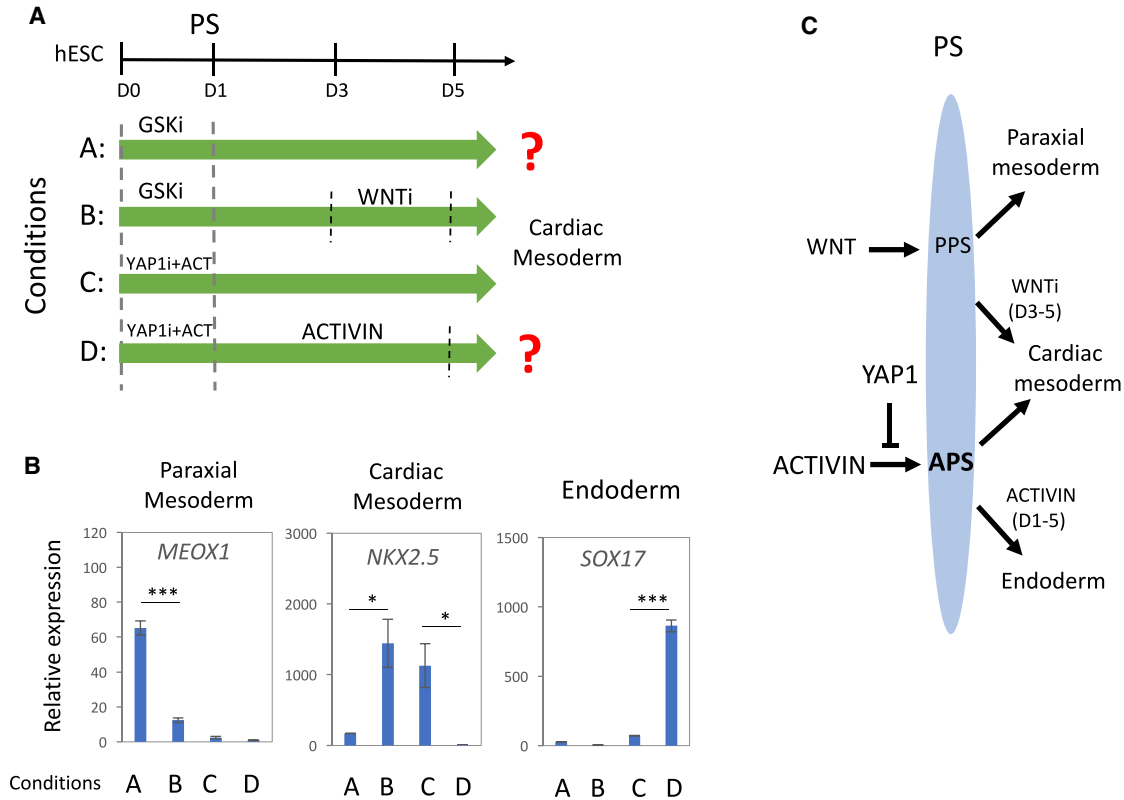 A
PS
hESC
D0
D1
D3
D5
Conditions
A:
GSKi
?
B:
GSKi
WNTi
Cardiac
Mesoderm
C:
YAP1i+ACT
D:
YAP1i+ACT
ACTIVIN
?
B
Paraxial
Mesoderm
Cardiac
Mesoderm
Endoderm
Relative expression
120
100
80
60
40
20
0
MEOX1
***
3000
2000
1000
0
NKX2.5
*
*
1500
1000
500
0
SOX17
***
Conditions
A B C D
A B C D
A B C D
C
PS
Paraxial
mesoderm
WNT
PPS
WNTi
(D3-5)
Cardiac
mesoderm
YAP1
ACTIVIN
APS
ACTIVIN
(D1-5)
Endoderm